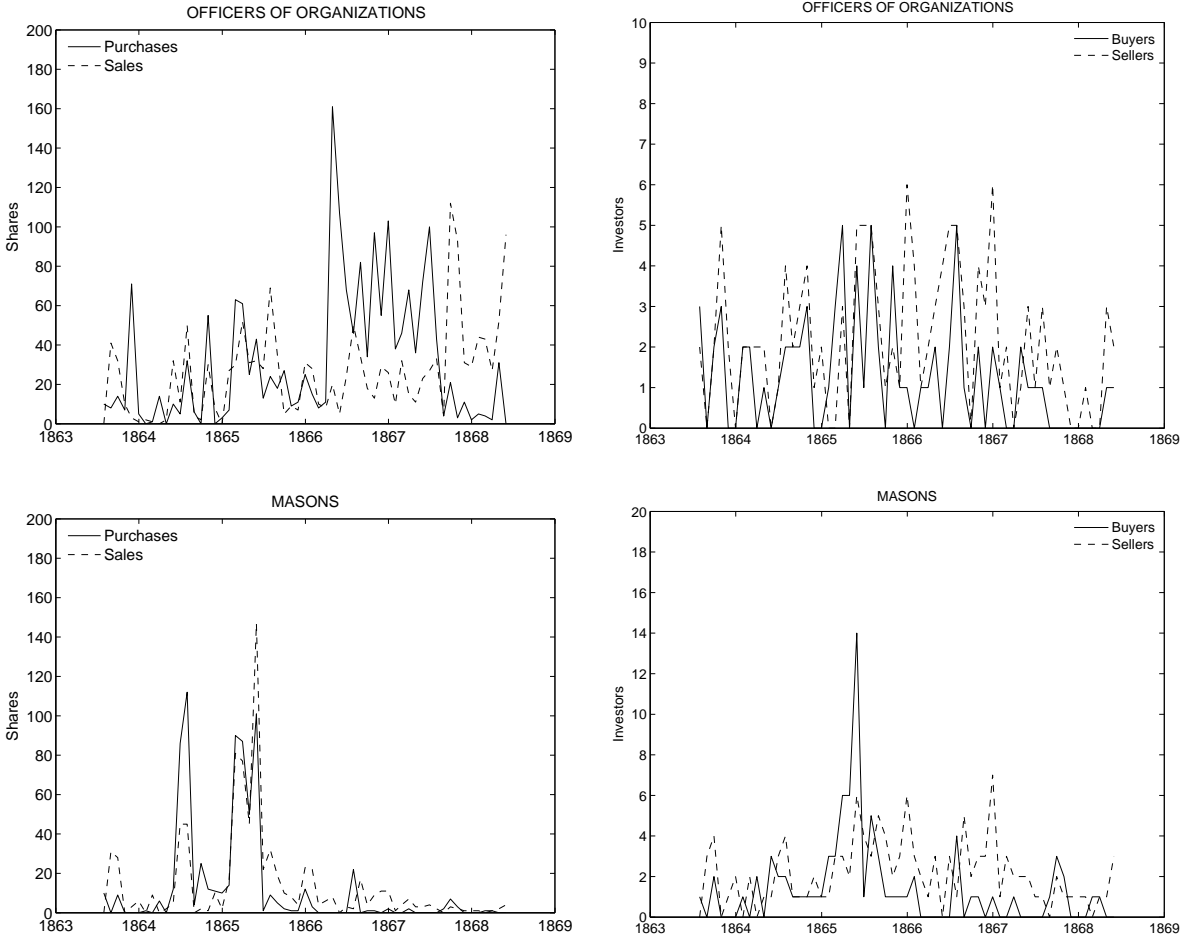 OFFICERS OF ORGANIZATIONS
200
180
160
140
120
100
80
60
40
20
0
Shares
Purchases
Sales
1863 1864 1865 1866 1867 1868 1869
OFFICERS OF ORGANIZATIONS
10
9
8
7
6
5
4
3
2
1
0
Investors
Buyers
Sellers
1863 1864 1865 1866 1867 1868 1869
MASONS
200
180
160
140
120
100
80
60
40
20
0
Shares
Purchases
Sales
1863 1864 1865 1866 1867 1868 1869
MASONS
20
18
16
14
12
10
8
6
4
2
0
Investors
Buyers
Sellers
1863 1864 1865 1866 1867 1868 1869